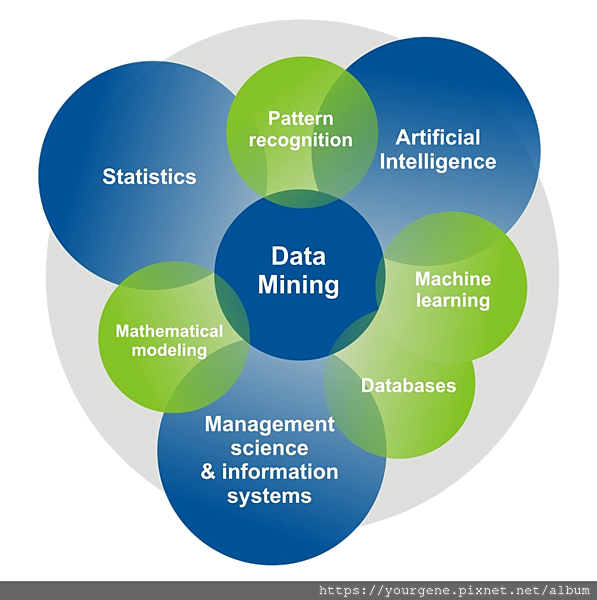 Pattern
recognition
Artificial
Intelligence
Statistics
Data
Mining
Machine
learning
Mathematical
modeling
Databases
Management
science
& information
systems
https://yourgene.pixnet.net/album